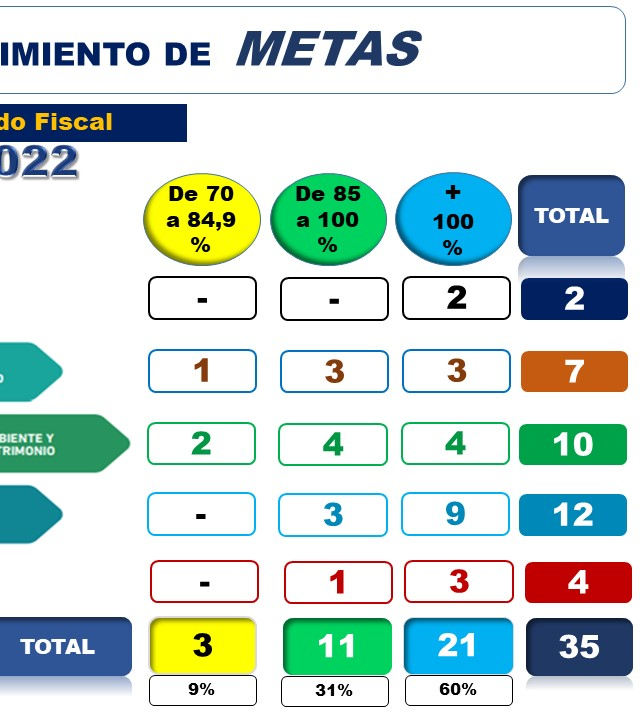 IMIENTO DE METAS
do Fiscal
022
De 70 a 84,9 %
De 85 a 100 %
+ 100 %
TOTAL
- - 2 2
1 3 3 7
BIENTE Y
TRIMONIO
2 4 4 10
- 3 9 12
- 1 3 4
TOTAL 3 11 21 35
9% 31% 60%